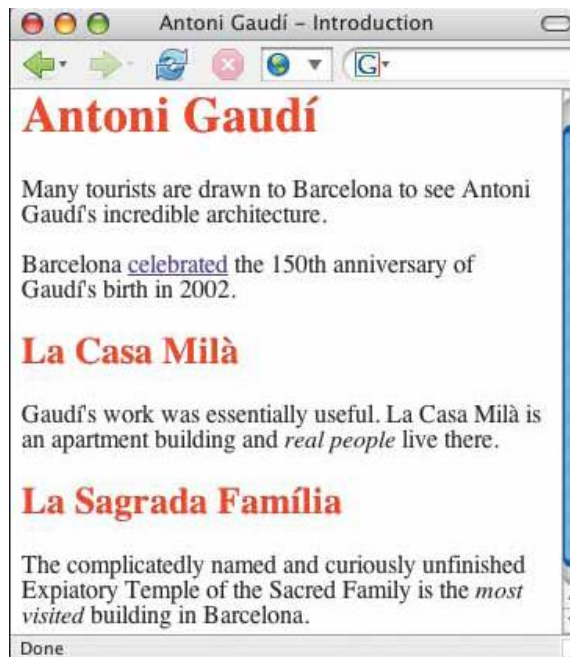 Antoni Gaudí – Introduction
G
Antoni Gaudí
Many tourists are drawn to Barcelona to see Antoni
Gaudí's incredible architecture.
Barcelona celebrated the 150th anniversary of
Gaudí's birth in 2002.
La Casa Milà
Gaudí's work was essentially useful. La Casa Milà is
an apartment building and real people live there.
La Sagrada Família
The complicatedly named and curiously unfinished
Expiatory Temple of the Sacred Family is the most
visited building in Barcelona.
Done